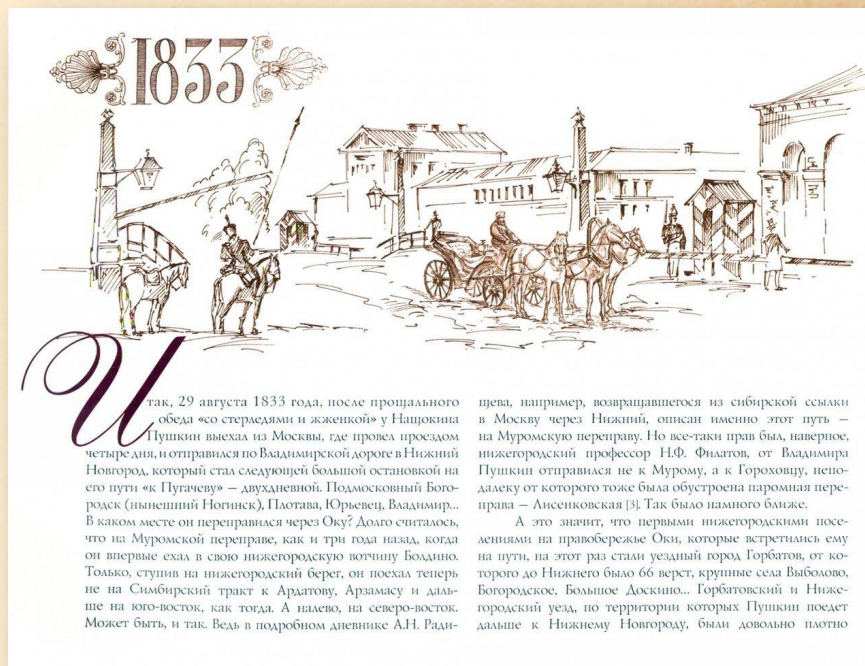 1833
Итак, 29 августа 1833 года, после прощального
обеда «со стерледями и жженкой» у Нащокина
Пушкин выехал из Москвы, где провел проездом
четыре дня, и отправился по Владимирской дороге в Нижний
Новгород, который стал следующей большой остановкой на
его пути «к Пугачеву» – двухдневной. Подмосковный Бого-
родск (нынешний Ногинск), Плотава, Юрьевец, Владимир...
В каком месте он переправился через Оку? Долго считалось,
что на Муромской переправе, как и три года назад, когда
он впервые ехал в свою нижегородскую вотчину Болдино.
Только, ступив на нижегородский берег, он поехал теперь
не на Симбирский тракт к Ардатову, Арзамасу и даль-
ше на юго-восток, как тогда. А налево, на северо-восток.
Может быть, и так. Ведь в подробном дневнике А.Н. Ради-
щева, например, возвращавшегося из сибирской ссылки
в Москву через Нижний, описан именно этот путь –
на Муромскую переправу. Но все-таки прав был, наверное,
нижегородский профессор Н.Ф. Филатов, от Владимира
Пушкин отправился не к Мурому, а к Гороховцу, непо-
далеку от которого тоже была обустроена паромная пере-
права – Лисенковская [3]. Так было намного ближе.
А это значит, что первыми нижегородскими посе-
лениями на правобережье Оки, которые встретились ему
на пути, на этот раз стали уездный город Горбатов, от ко-
торого до Нижнего было 66 верст, крупные села Выболово,
Богородское, Большое Доскино... Горбатовский и Ниже-
городский уезд, по территории которых Пушкин поедет
дальше к Нижнему Новгороду, были довольно плотно